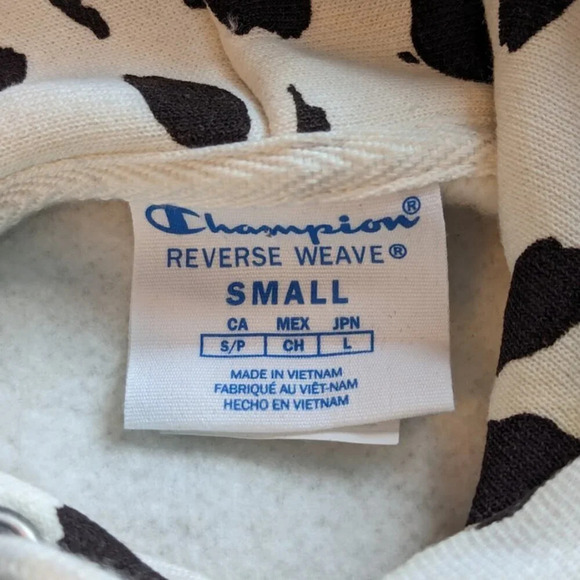 Champion®
REVERSE WEAVE®
SMALL
CA MEX JPN
S/P CH L
MADE IN VIETNAM
FABRIQUÉ AU VIÊT-NAM
HECHO EN VIETNAM